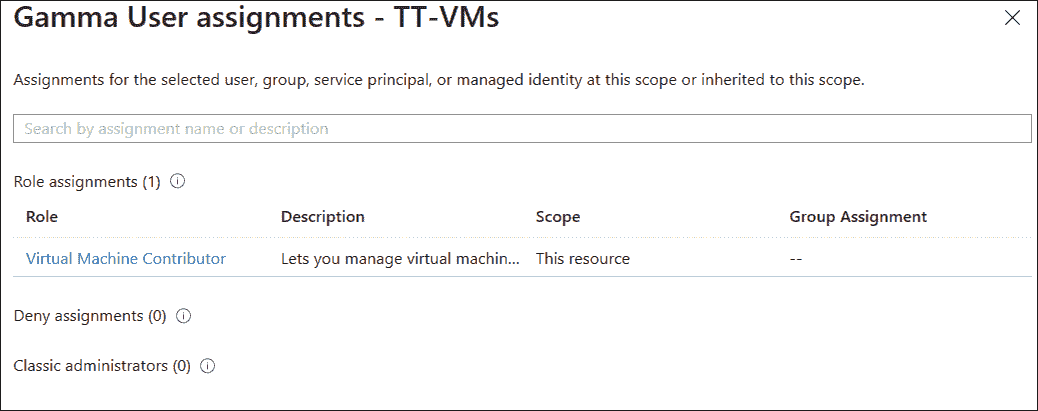 Gamma User assignments - TT-VMs
Assignments for the selected user, group, service principal, or managed identity at this scope or inherited to this scope.
Search by assignment name or description
Role assignments (1)
Role Description Scope Group Assignment
Virtual Machine Contributor Lets you manage virtual machin... This resource --
Deny assignments (0)
Classic administrators (0)